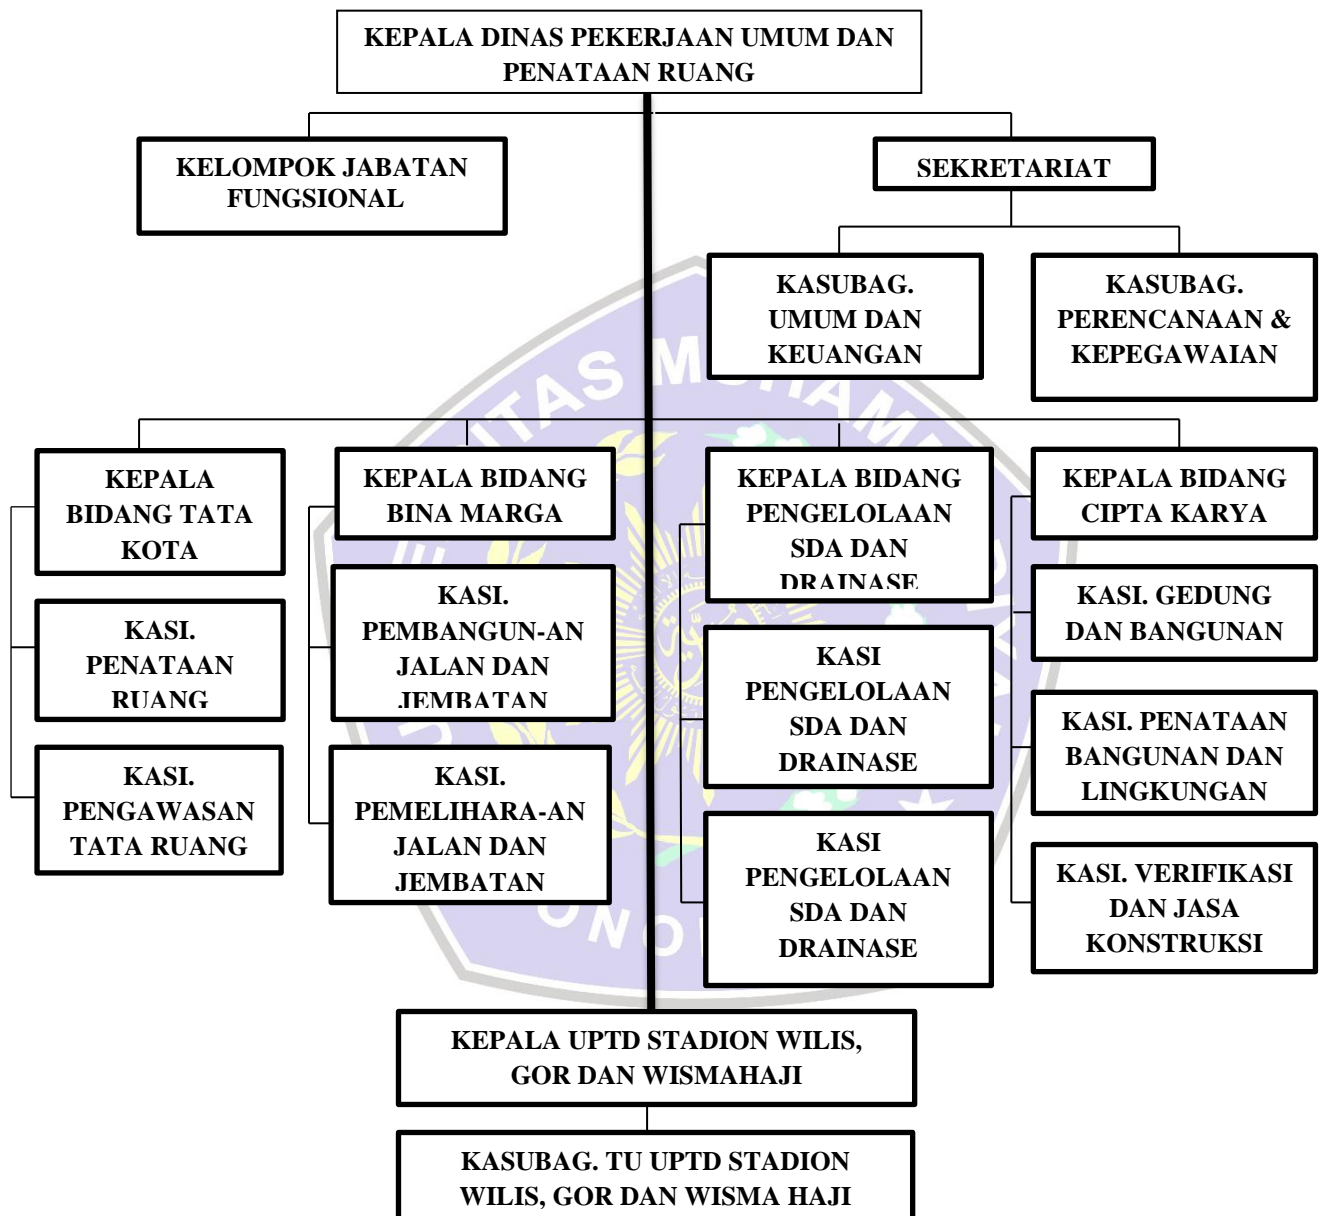 KEPALA DINAS PEKERJAAN UMUM DAN
PENATAAN RUANG
KELOMPOK JABATAN
FUNGSIONAL
SEKRETARIAT
KASUBAG.
UMUM DAN
KEUANGAN
KASUBAG.
PERENCANAAN &
KEPEGAWAIAN
KEPALA
BIDANG TATA
KOTA
KASI.
PENATAAN
RUANG
KASI.
PENGAWASAN
TATA RUANG
KEPALA BIDANG
BINA MARGA
KASI.
PEMBANGUN-AN
JALAN DAN
JEMBATAN
KASI.
PEMELIHARA-AN
JALAN DAN
JEMBATAN
KEPALA BIDANG
PENGELOLAAN
SDA DAN
DRAINASE
KASI
PENGELOLAAN
SDA DAN
DRAINASE
KASI
PENGELOLAAN
SDA DAN
DRAINASE
KEPALA BIDANG
CIPTA KARYA
KASI. GEDUNG
DAN BANGUNAN
KASI. PENATAAN
BANGUNAN DAN
LINGKUNGAN
KASI. VERIFIKASI
DAN JASA
KONSTRUKSI
KEPALA UPTD STADION WILIS,
GOR DAN WISMAHAJI
KASUBAG. TU UPTD STADION
WILIS, GOR DAN WISMA HAJI